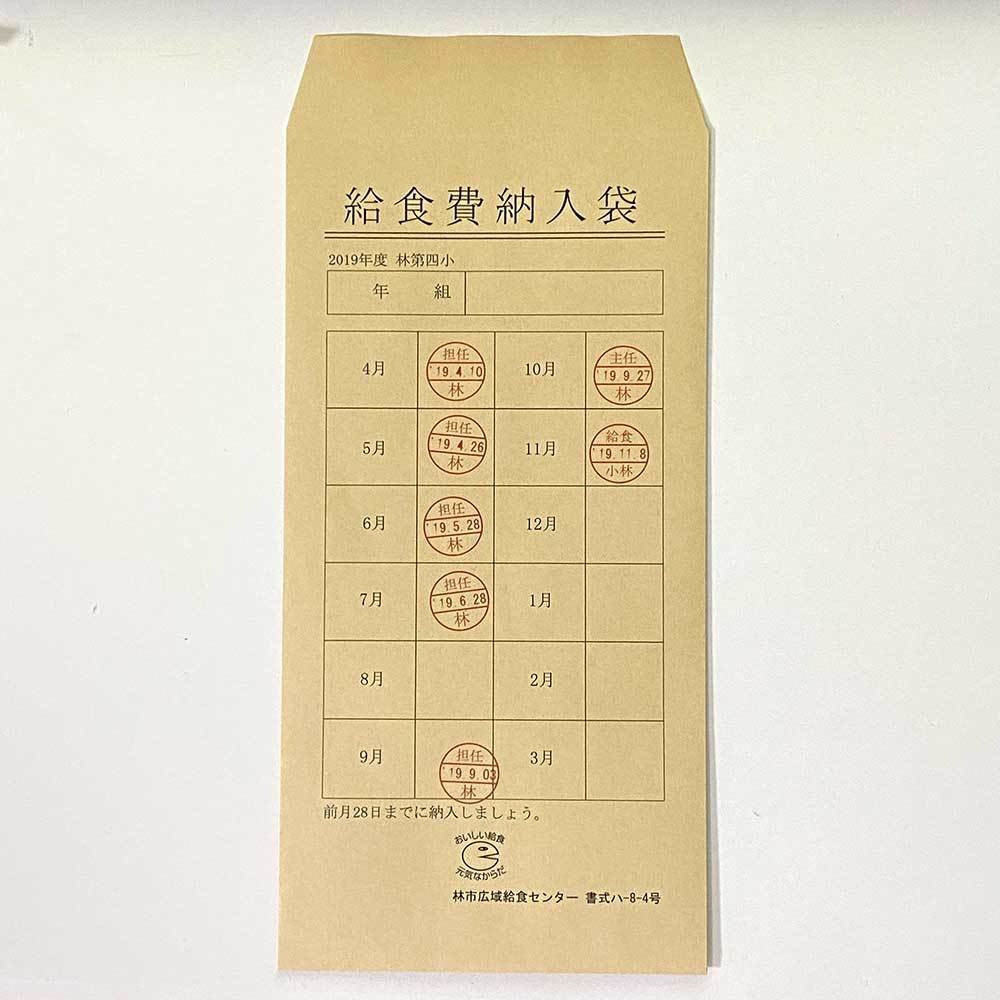 給食費納入袋
2019年度 林第四小
年 組
4月 担任 '19.4.10 林 10月 主任 '19.9.27 林
5月 担任 '19.4.26 林 11月 給食 '19.11.8 小林
6月 担任 '19.5.28 林 12月
7月 担任 '19.6.28 林 1月
8月 2月
9月 担任 '19.9.03 林 3月
前月28日までに納入しましょう。
おいしい給食
元気なからだ
林市広域給食センター 書式ハ-8-4号